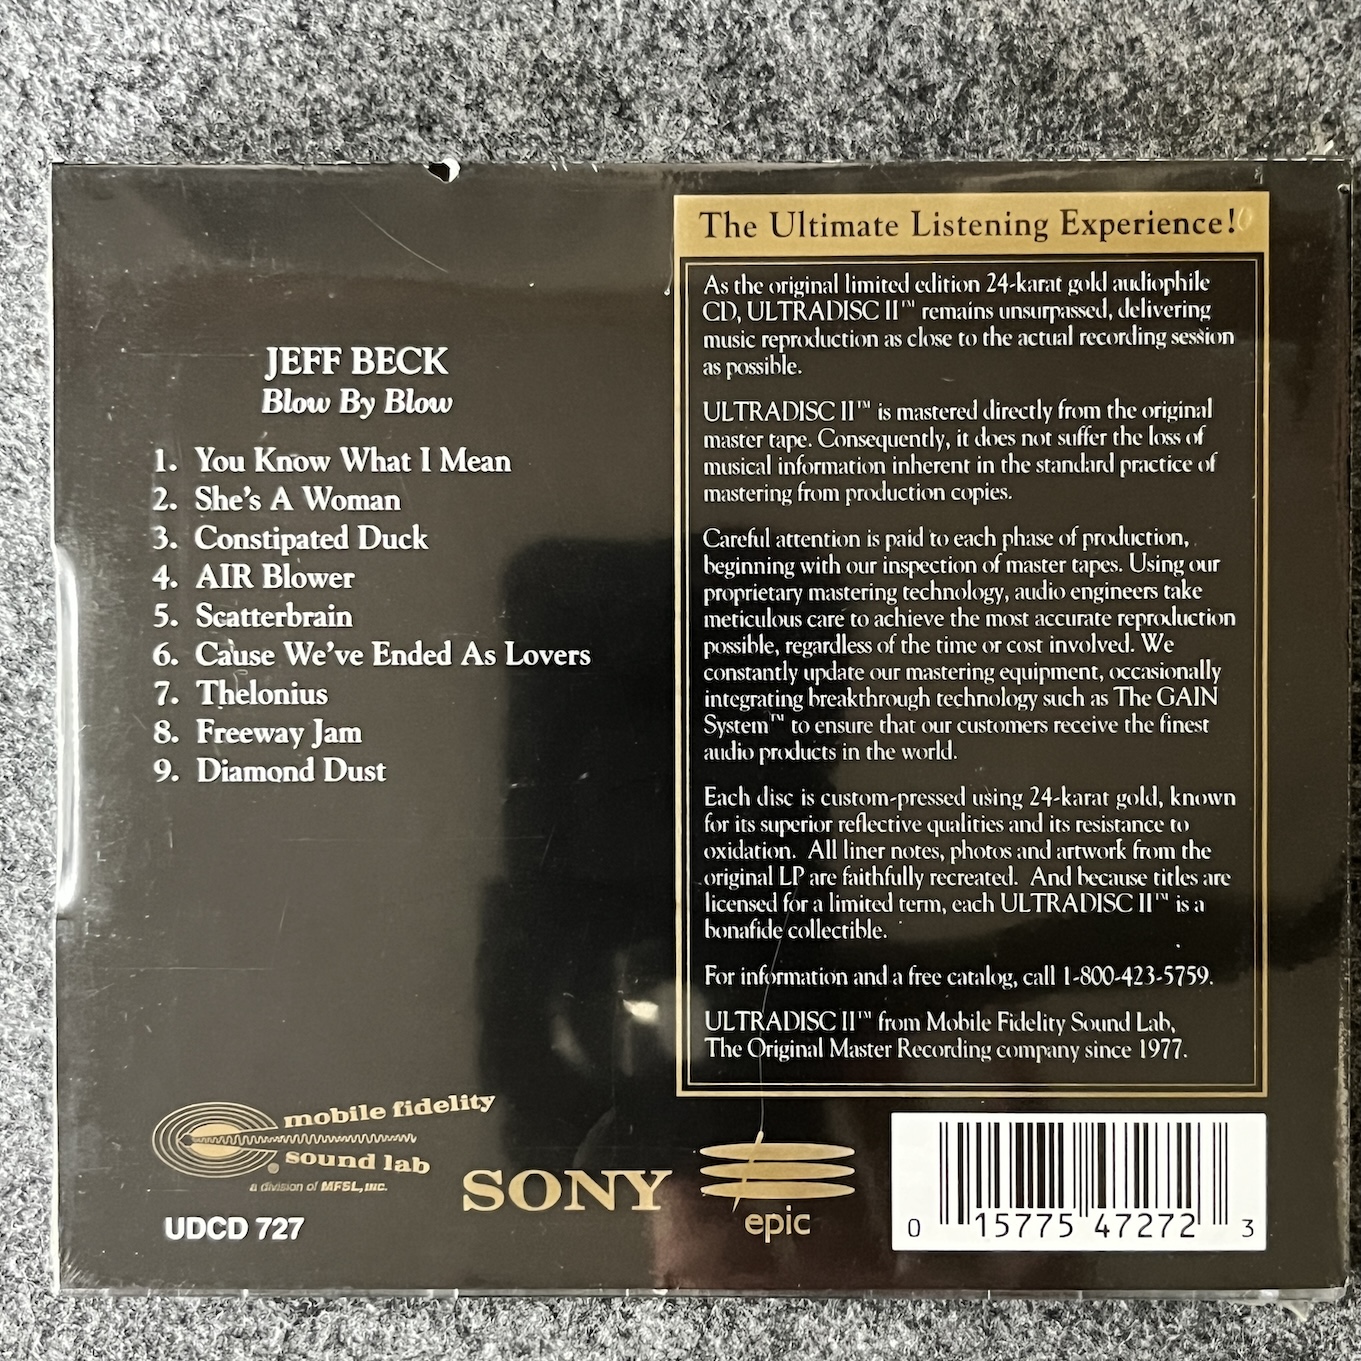 JEFF BECK
Blow By Blow
1. You Know What I Mean
2. She's A Woman
3. Constipated Duck
4. AIR Blower
5. Scatterbrain
6. Cause We've Ended As Lovers
7. Thelonius
8. Freeway Jam
9. Diamond Dust
The Ultimate Listening Experience!
As the original limited edition 24-karat gold audiophile
CD, ULTRADISC II™ remains unsurpassed, delivering
music reproduction as close to the actual recording session
as possible.
ULTRADISC II™ is mastered directly from the original
master tape. Consequently, it does not suffer the loss of
musical information inherent in the standard practice of
mastering from production copies.
Careful attention is paid to each phase of production,
beginning with our inspection of master tapes. Using our
proprietary mastering technology, audio engineers take
meticulous care to achieve the most accurate reproduction
possible, regardless of the time or cost involved. We
constantly update our mastering equipment, occasionally
integrating breakthrough technology such as The GAIN
System™ to ensure that our customers receive the finest
audio products in the world.
Each disc is custom-pressed using 24-karat gold, known
for its superior reflective qualities and its resistance to
oxidation. All liner notes, photos and artwork from the
original LP are faithfully recreated. And because titles are
licensed for a limited term, each ULTRADISC II™ is a
bonafide collectible.
For information and a free catalog, call 1-800-423-5759.
ULTRADISC II™ from Mobile Fidelity Sound Lab,
The Original Master Recording company since 1977.
mobile fidelity
® sound lab
a division of MFSL, INC.
UDCD 727
SONY
epic
0 15775 47272 3